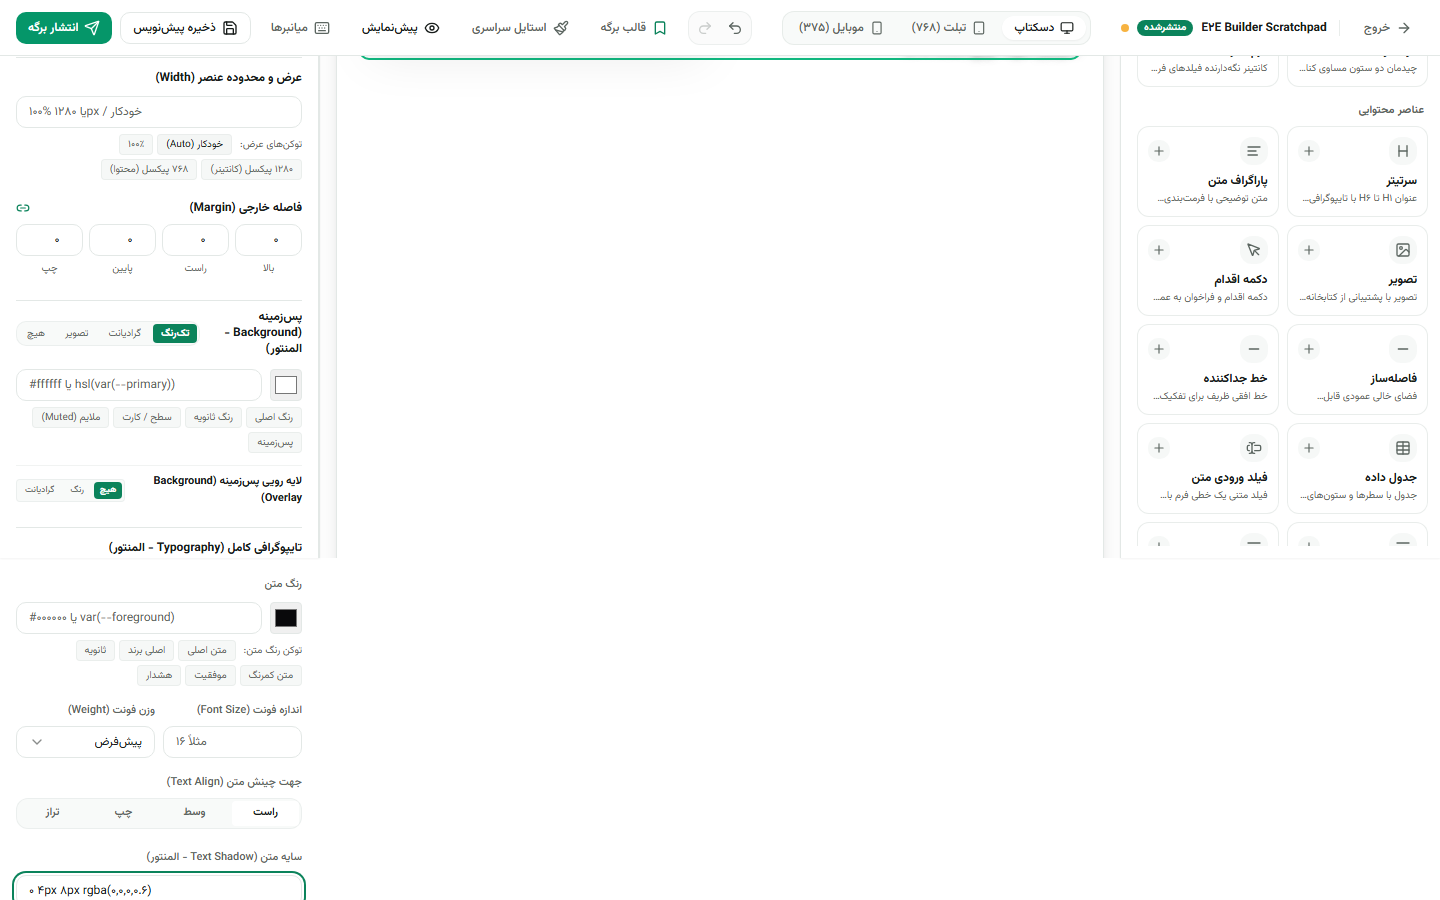 خروج
E۲E Builder Scratchpad
منتشرشده
دسکتاپ
تبلت (۷۶۸)
موبایل (۳۷۵)
قالب برگه
استایل سراسری
پیش‌نمایش
میانبرها
ذخیره پیش‌نویس
انتشار برگه
چیدمان دو ستون مساوی کنا...
کانتینر نگه‌دارنده فیلدهای فر...
عناصر محتوایی
سرتیتر
عنوان H۱ تا H۶ با تایپوگرافی...
پاراگراف متن
متن توضیحی با فرمت‌بندی...
تصویر
تصویر با پشتیبانی از کتابخانه...
دکمه اقدام
دکمه اقدام و فراخوان به عمـ...
فاصله‌ساز
فضای خالی عمودی قابل...
خط جداکننده
خط افقی ظریف برای تفکیک...
جدول داده
جدول با سطرها و ستون‌های...
فیلد ورودی متن
فیلد متنی یک خطی فرم با...
عرض و محدوده عنصر (Width)
خودکار / pxیا ۱۲۸۰ %۱۰۰
توکن‌های عرض:
خودکار (Auto)
۱۰۰٪
۱۲۸۰ پیکسل (کانتینر)
۷۶۸ پیکسل (محتوا)
فاصله خارجی (Margin)
۰
۰
۰
۰
بالا
راست
پایین
چپ
پس‌زمینه
(Background -
المنتور)
تک‌رنگ
گرادیانت
تصویر
هیچ
#ffffff یا hsl(var(--primary))
رنگ اصلی
رنگ ثانویه
سطح / کارت
ملایم (Muted)
پس‌زمینه
لایه رویی پس‌زمینه (Background
Overlay)
هیچ
رنگ
گرادیانت
تایپوگرافی کامل (Typography - المنتور)
رنگ متن
#۰۰۰۰۰۰ یا var(--foreground)
توکن رنگ متن:
متن اصلی
اصلی برند
ثانویه
متن کمرنگ
موفقیت
هشدار
اندازه فونت (Font Size)
وزن فونت (Weight)
مثلاً ۱۶
پیش‌فرض
جهت چینش متن (Text Align)
راست
وسط
چپ
تراز
سایه متن (Text Shadow - المنتور)
۰ ۴px ۸px rgba(۰,۰,۰,۰.۶)